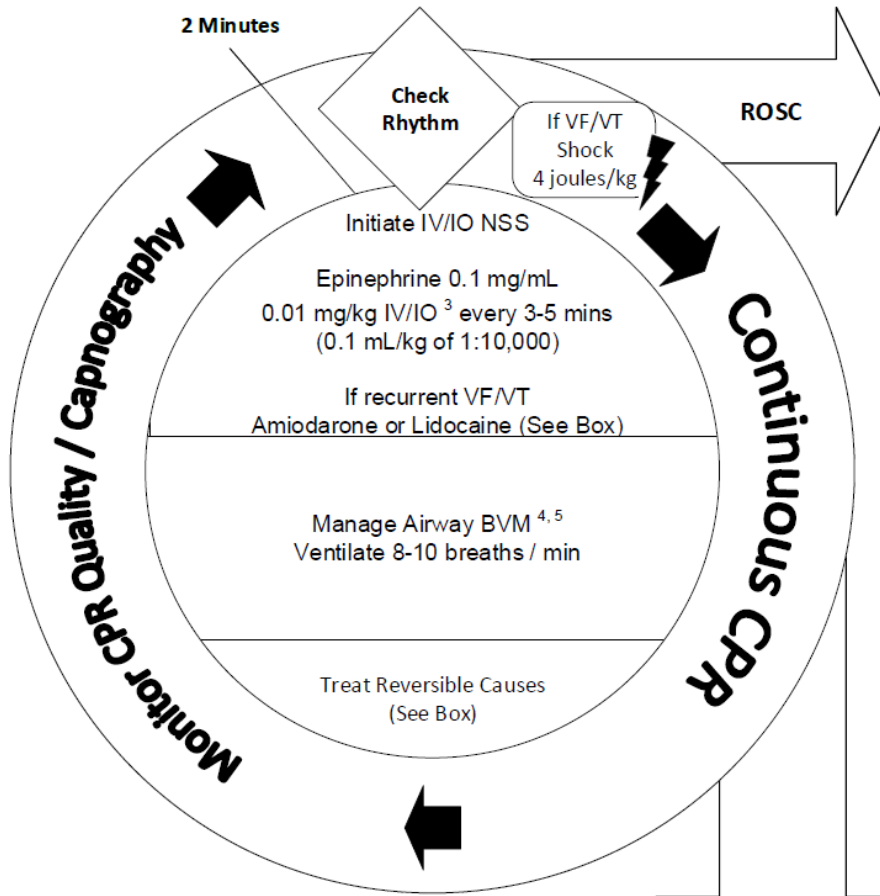 2 Minutes
Check
Rhythm
If VF/VT
Shock
4 joules/kg
ROSC
Initiate IV/IO NSS
Epinephrine 0.1 mg/mL
0.01 mg/kg IV/IO 3 every 3-5 mins
(0.1 mL/kg of 1:10,000)
If recurrent VF/VT
Amiodarone or Lidocaine (See Box)
Manage Airway BVM 4, 5
Ventilate 8-10 breaths / min
Treat Reversible Causes
(See Box)
Continuous CPR
Monitor CPR Quality / Capnography